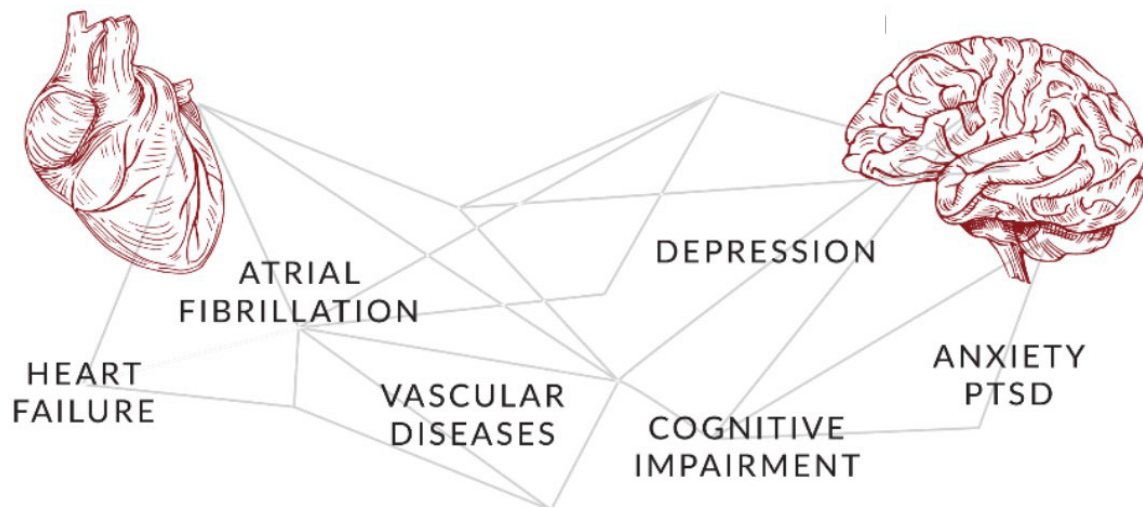 ATRIAL
FIBRILLATION
HEART
FAILURE
VASCULAR
DISEASES
DEPRESSION
COGNITIVE
IMPAIRMENT
ANXIETY
PTSD